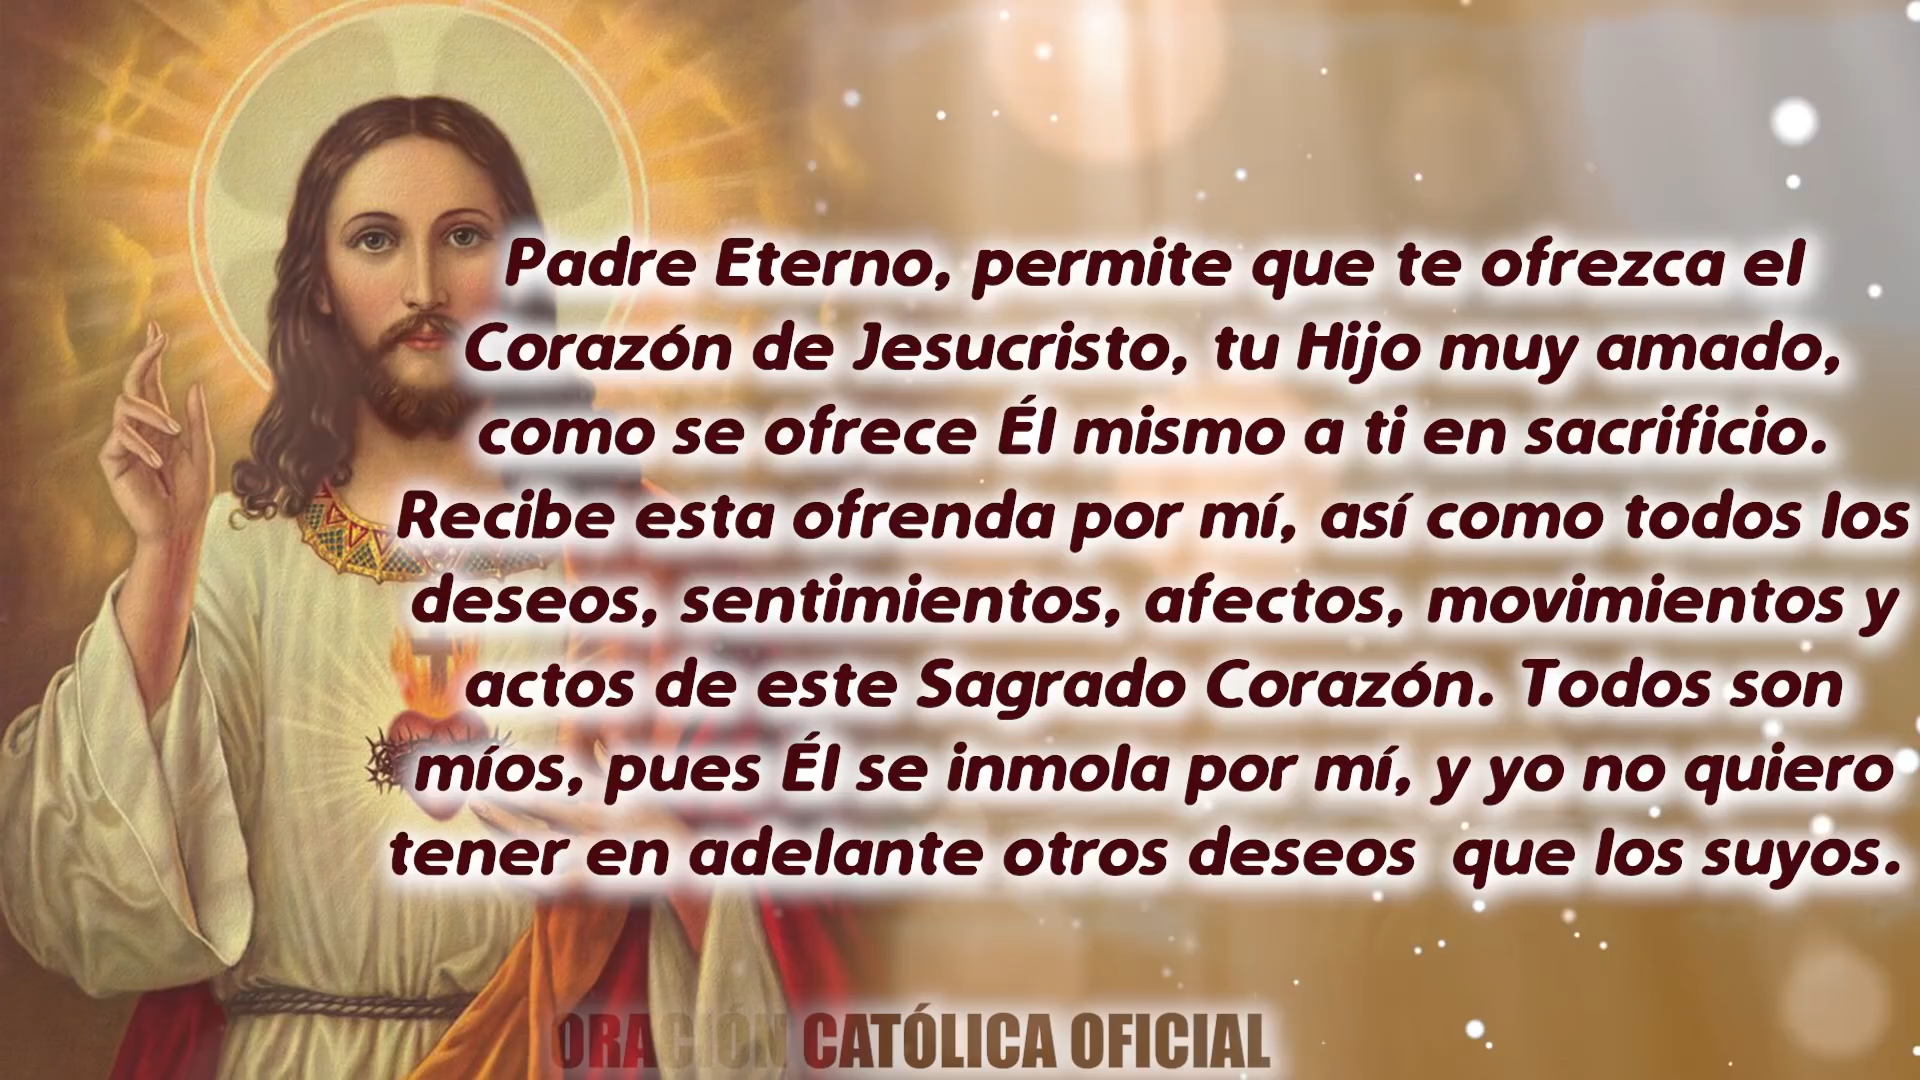 Padre Eterno, permite que te ofrezca el
Corazón de Jesucristo, tu Hijo muy amado,
como se ofrece Él mismo a ti en sacrificio.
Recibe esta ofrenda por mí, así como todos los
deseos, sentimientos, afectos, movimientos y
actos de este Sagrado Corazón. Todos son
míos, pues Él se inmola por mí, y yo no quiero
tener en adelante otros deseos que los suyos.
ORACIÓN CATÓLICA OFICIAL